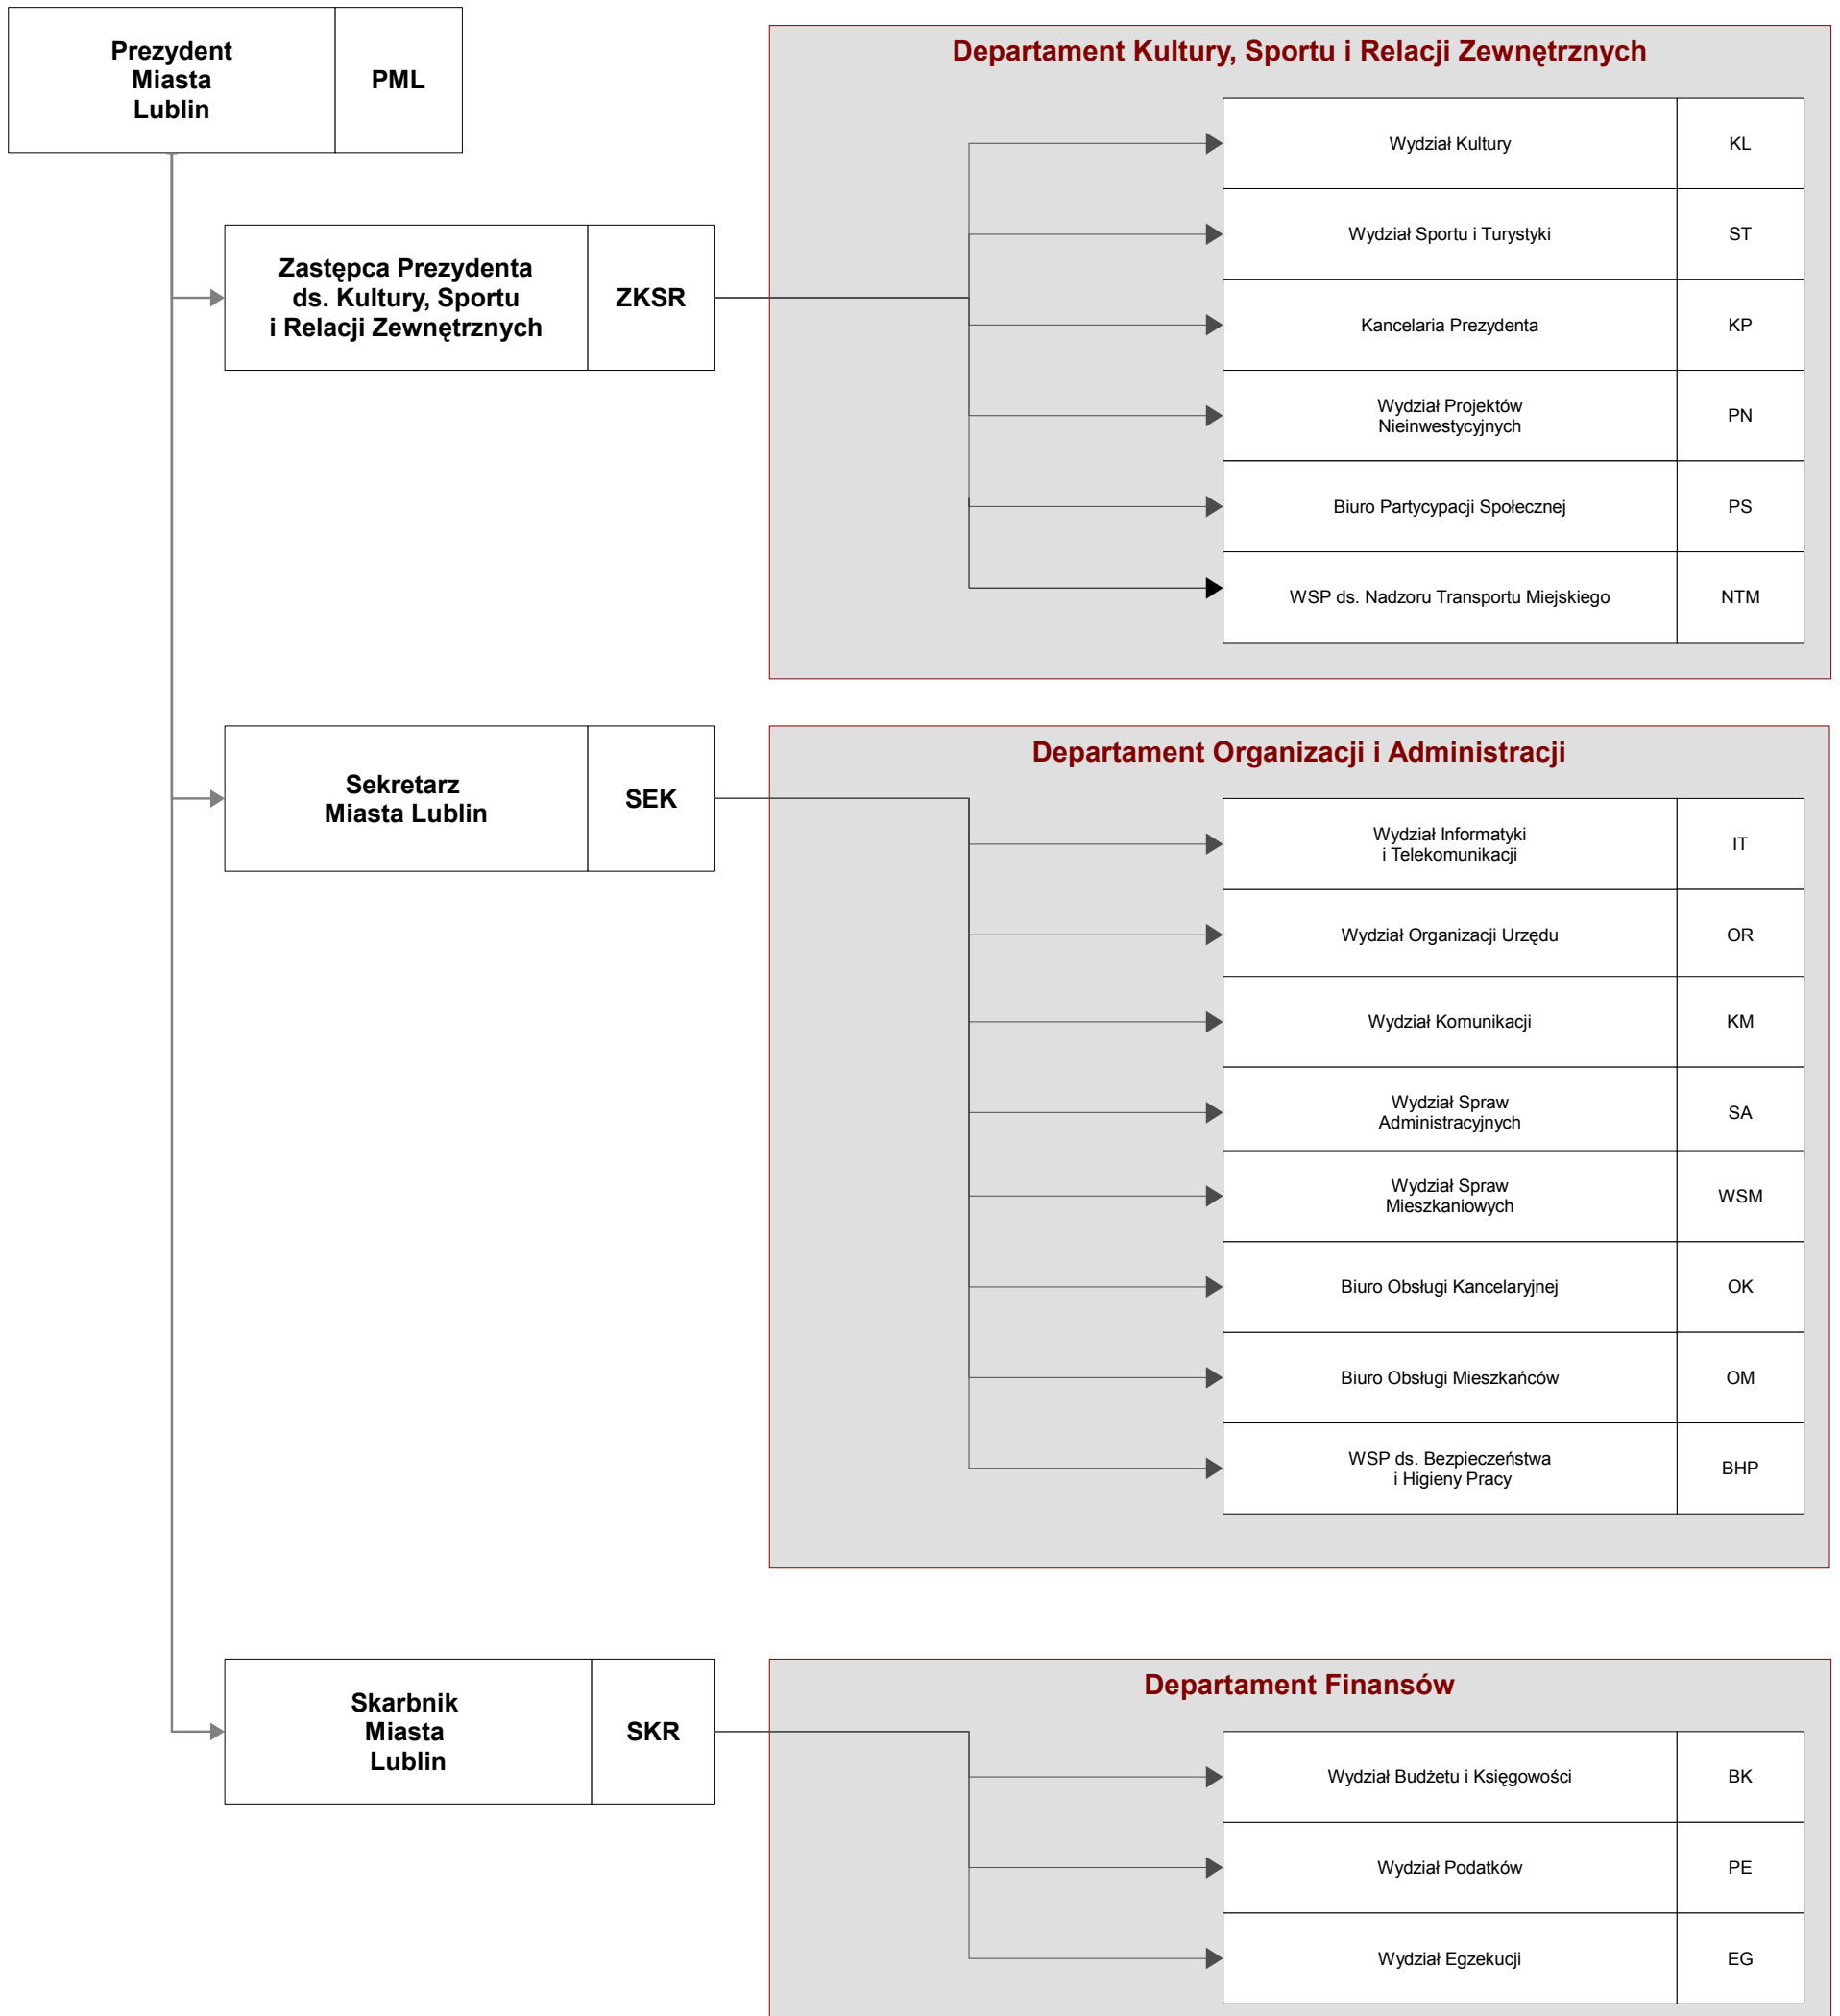 Prezydent
Miasta
Lublin
PML
Departament Kultury, Sportu i Relacji Zewnętrznych
Wydział Kultury
KL
Wydział Sportu i Turystyki
ST
Zastępca Prezydenta
ds. Kultury, Sportu
i Relacji Zewnętrznych
ZKSR
Kancelaria Prezydenta
KP
Wydział Projektów
Nieinwestycyjnych
PN
Biuro Partycypacji Społecznej
PS
WSP ds. Nadzoru Transportu Miejskiego
NTM
Sekretarz
Miasta Lublin
SEK
Departament Organizacji i Administracji
Wydział Informatyki
i Telekomunikacji
IT
Wydział Organizacji Urzędu
OR
Wydział Komunikacji
KM
Wydział Spraw
Administracyjnych
SA
Wydział Spraw
Mieszkaniowych
WSM
Biuro Obsługi Kancelaryjnej
OK
Biuro Obsługi Mieszkańców
OM
WSP ds. Bezpieczeństwa
i Higieny Pracy
BHP
Skarbnik
Miasta
Lublin
SKR
Departament Finansów
Wydział Budżetu i Księgowości
BK
Wydział Podatków
PE
Wydział Egzekucji
EG